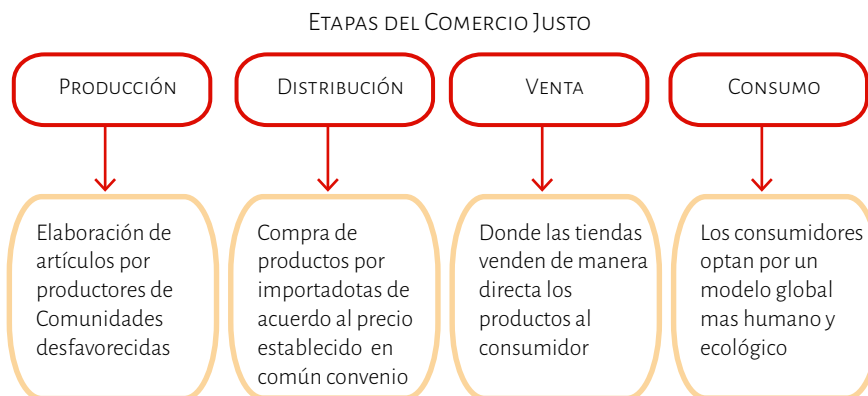 Etapas del Comercio Justo
Producción
Distribución
Venta
Consumo
Elaboración de
artículos por
productores de
Comunidades
desfavorecidas
Compra de
productos por
importadotas de
acuerdo al precio
establecido en
común convenio
Donde las tiendas
venden de manera
directa los
productos al
consumidor
Los consumidores
optan por un
modelo global
mas humano y
ecológico